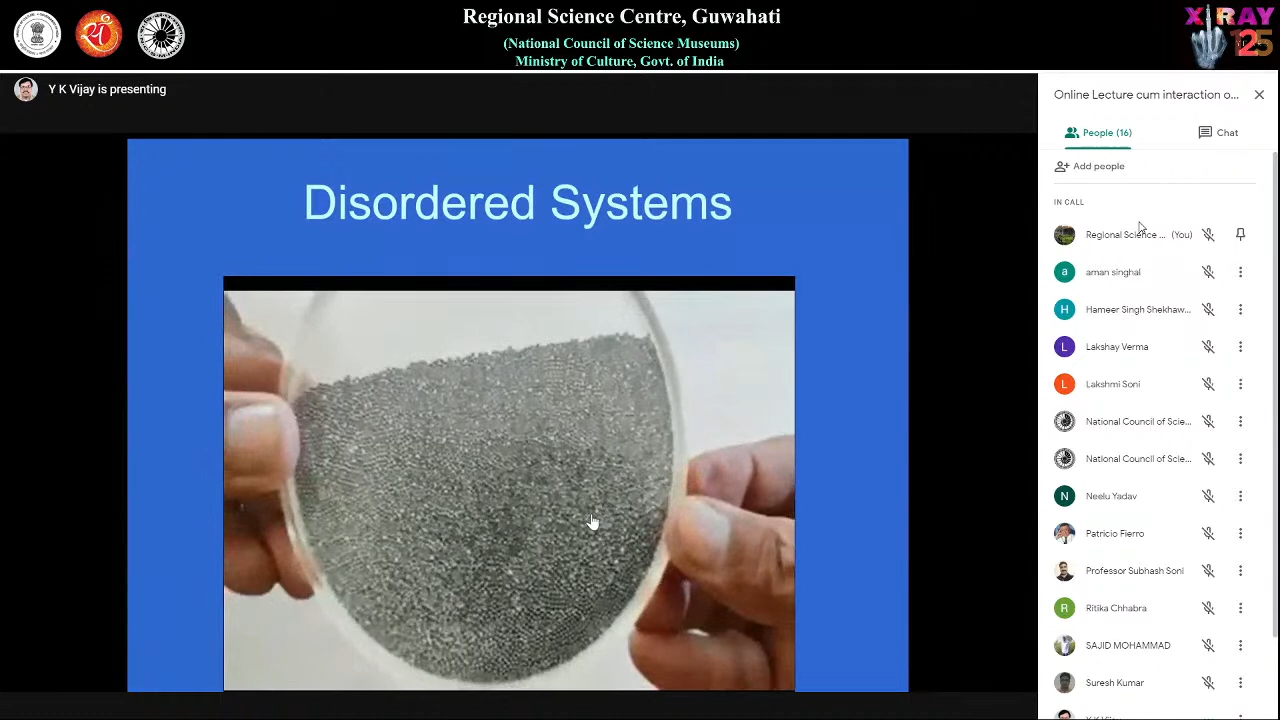 Regional Science Centre, Guwahati
(National Council of Science Museums)
Ministry of Culture, Govt. of India
X RAY
125
Y K Vijay is presenting
Disordered Systems
Online Lecture cum interaction o...
People (16)
Chat
Add people
IN CALL
Regional Science ... (You)
a aman singhal
H Hameer Singh Shekhaw...
L Lakshay Verma
L Lakshmi Soni
National Council of Scie...
National Council of Scie...
N Neelu Yadav
Patricio Fierro
Professor Subhash Soni
R Ritika Chhabra
SAJID MOHAMMAD
Suresh Kumar